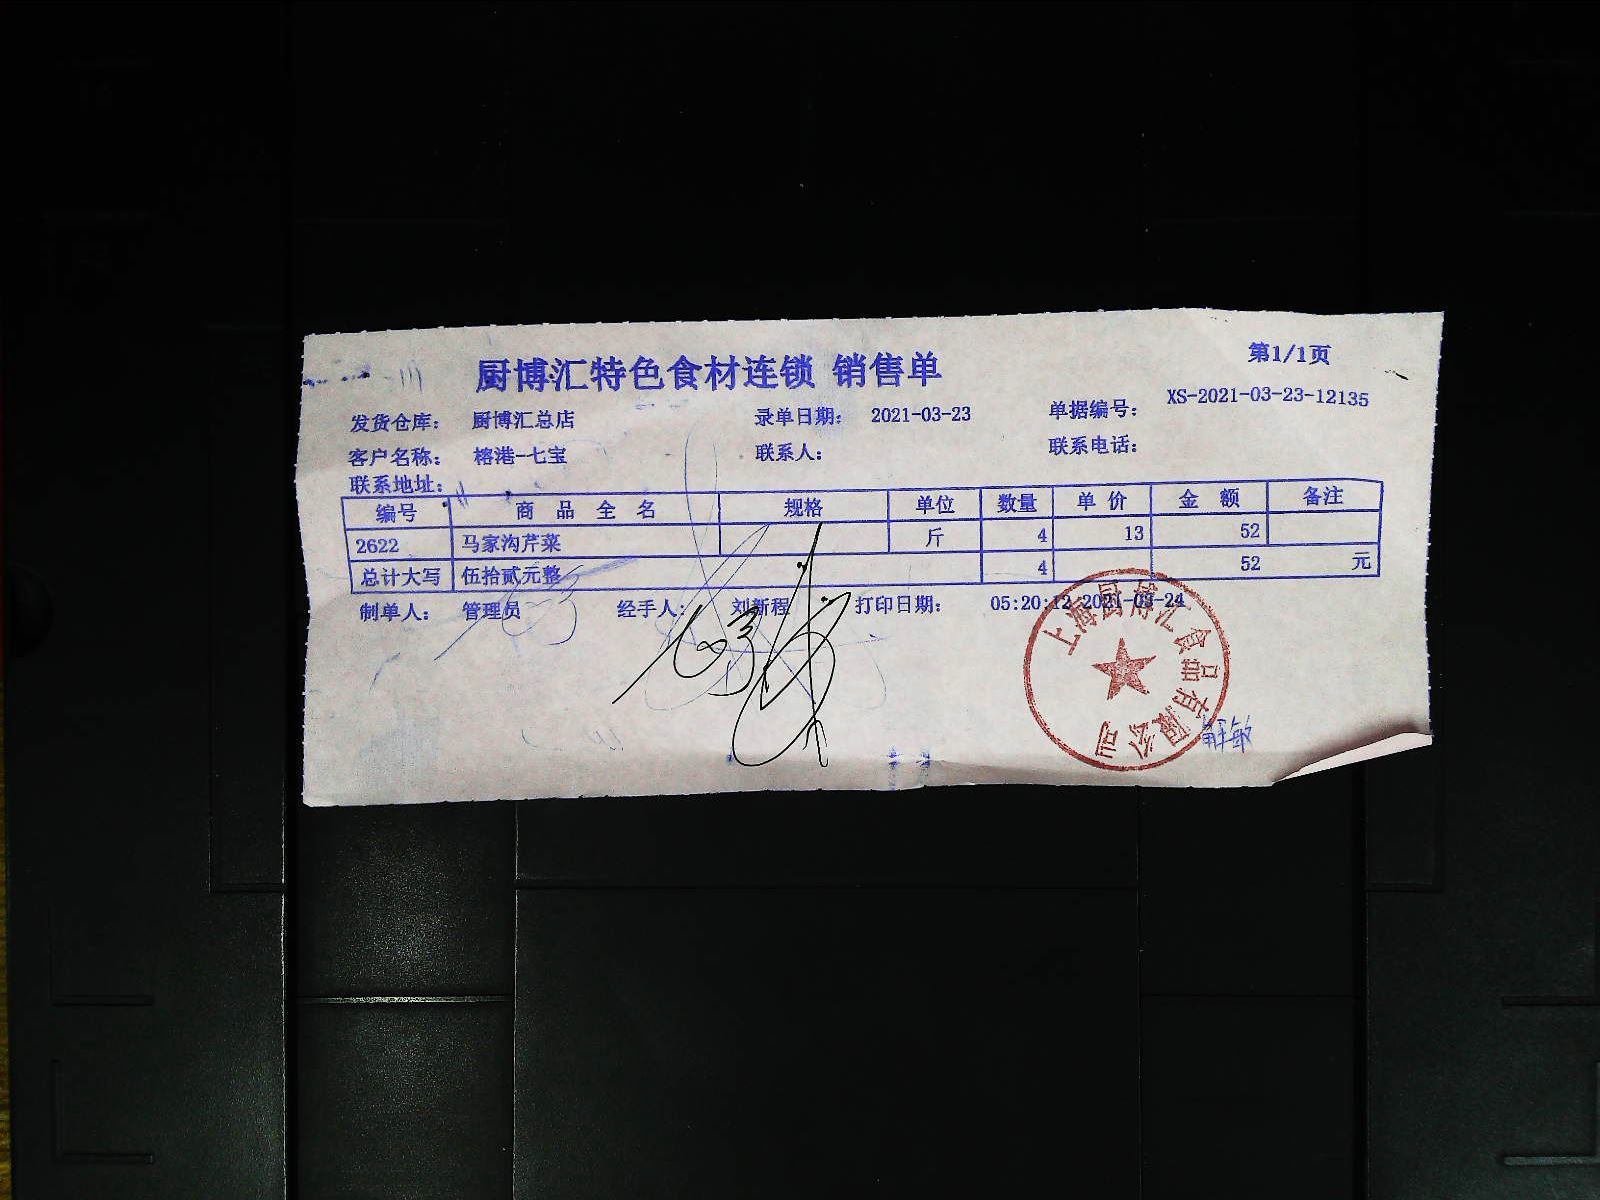 第1/1页
厨博汇特色食材连锁 销售单
发货仓库： 厨博汇总店 录单日期： 2021-03-23 单据编号： XS-2021-03-23-12135
客户名称： 榕港-七宝 联系人： 联系电话：
联系地址：
编号 商品全名 规格 单位 数量 单价 金额 备注
2622 马家沟芹菜 斤 4 13 52
总计大写 伍拾贰元整 4 52 元
制单人： 管理员 经手人： 刘新程 打印日期： 05:20:12 2021-03-24
上海厨博汇食品有限公司
解敏